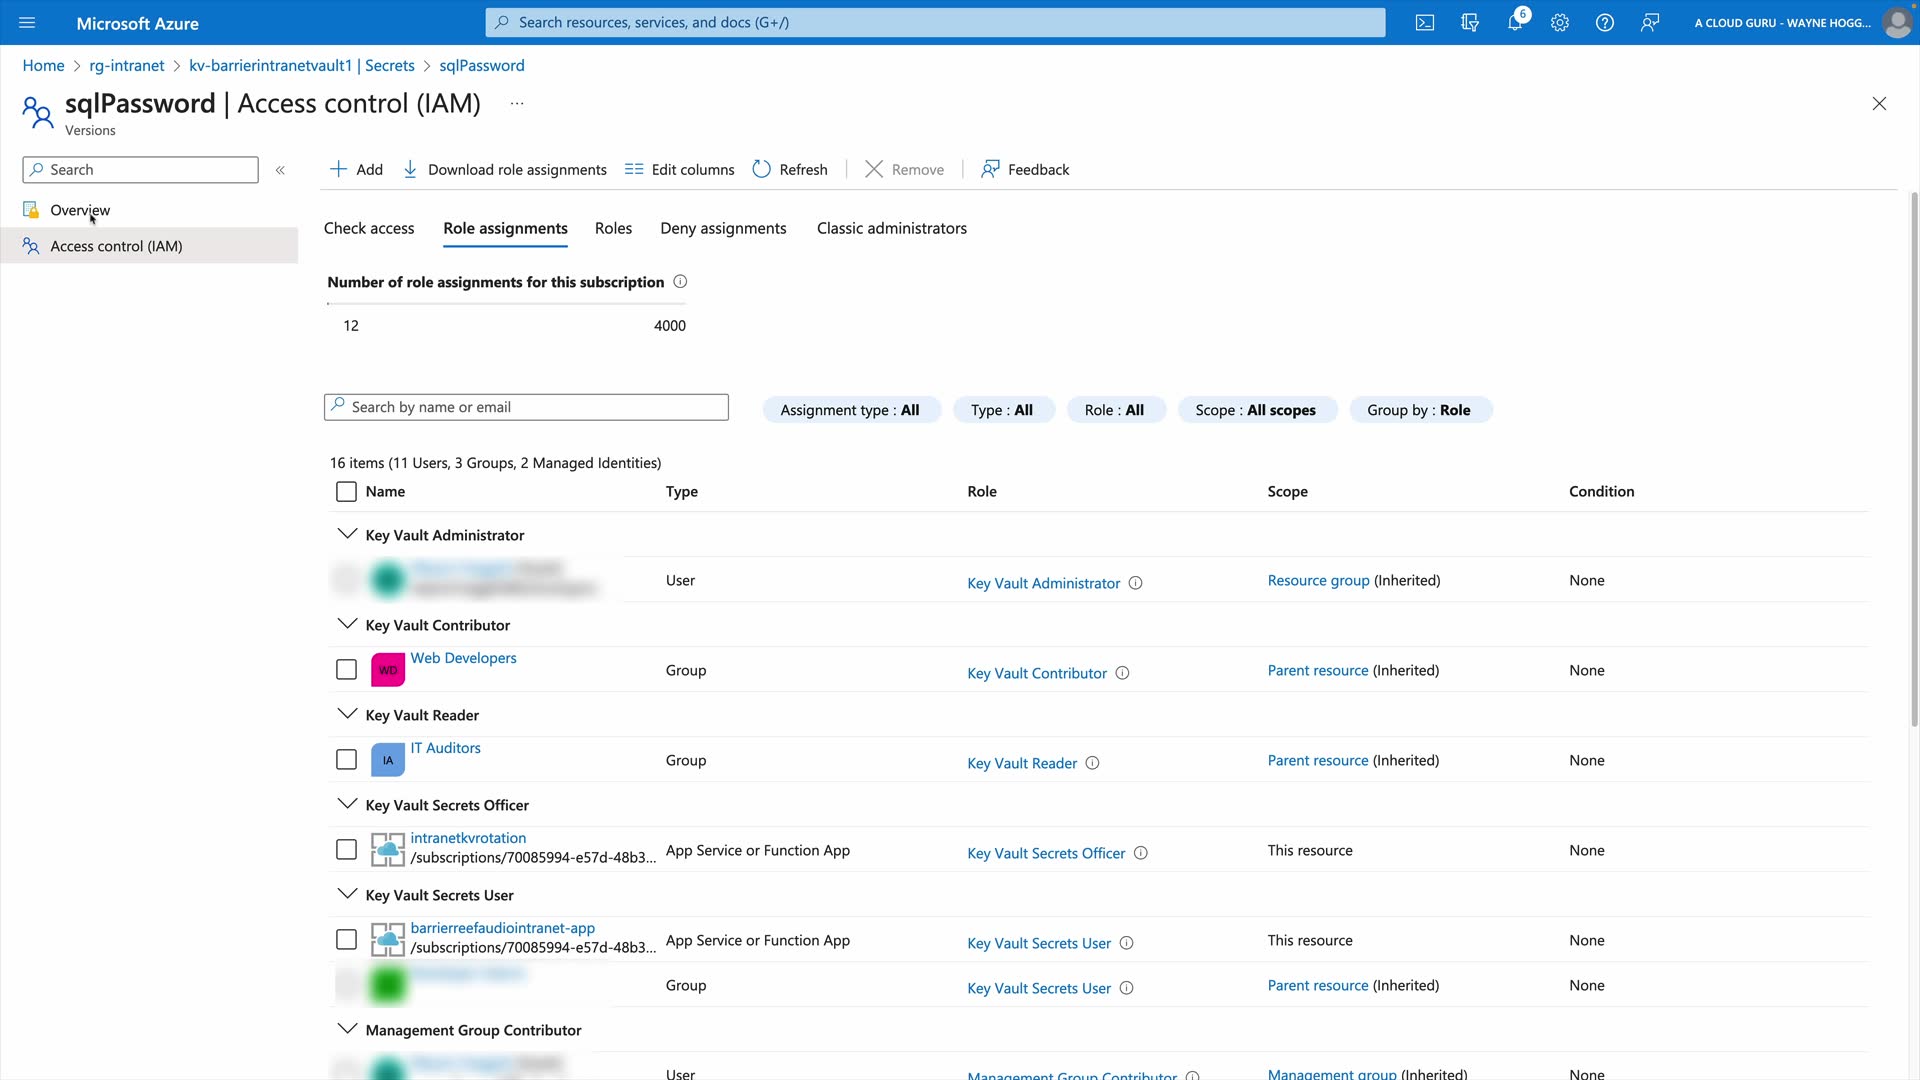 Microsoft Azure
Search resources, services, and docs (G+/)
6
A CLOUD GURU - WAYNE HOGG...
Home > rg-intranet > kv-barrierintranetvault1 | Secrets > sqlPassword
sqlPassword | Access control (IAM) ...
Versions
Search
«
Add
Download role assignments
Edit columns
Refresh
Remove
Feedback
Overview
Access control (IAM)
Check access
Role assignments
Roles
Deny assignments
Classic administrators
Number of role assignments for this subscription
12
4000
Search by name or email
Assignment type : All
Type : All
Role : All
Scope : All scopes
Group by : Role
16 items (11 Users, 3 Groups, 2 Managed Identities)
Name Type Role Scope Condition
Key Vault Administrator
User Key Vault Administrator Resource group (Inherited) None
Key Vault Contributor
WD Web Developers Group Key Vault Contributor Parent resource (Inherited) None
Key Vault Reader
IA IT Auditors Group Key Vault Reader Parent resource (Inherited) None
Key Vault Secrets Officer
intranetkvrotation
/subscriptions/70085994-e57d-48b3... App Service or Function App Key Vault Secrets Officer This resource None
Key Vault Secrets User
barrierreefaudiointranet-app
/subscriptions/70085994-e57d-48b3... App Service or Function App Key Vault Secrets User This resource None
Group Key Vault Secrets User Parent resource (Inherited) None
Management Group Contributor
User Management Group Contributor Management group (Inherited) None